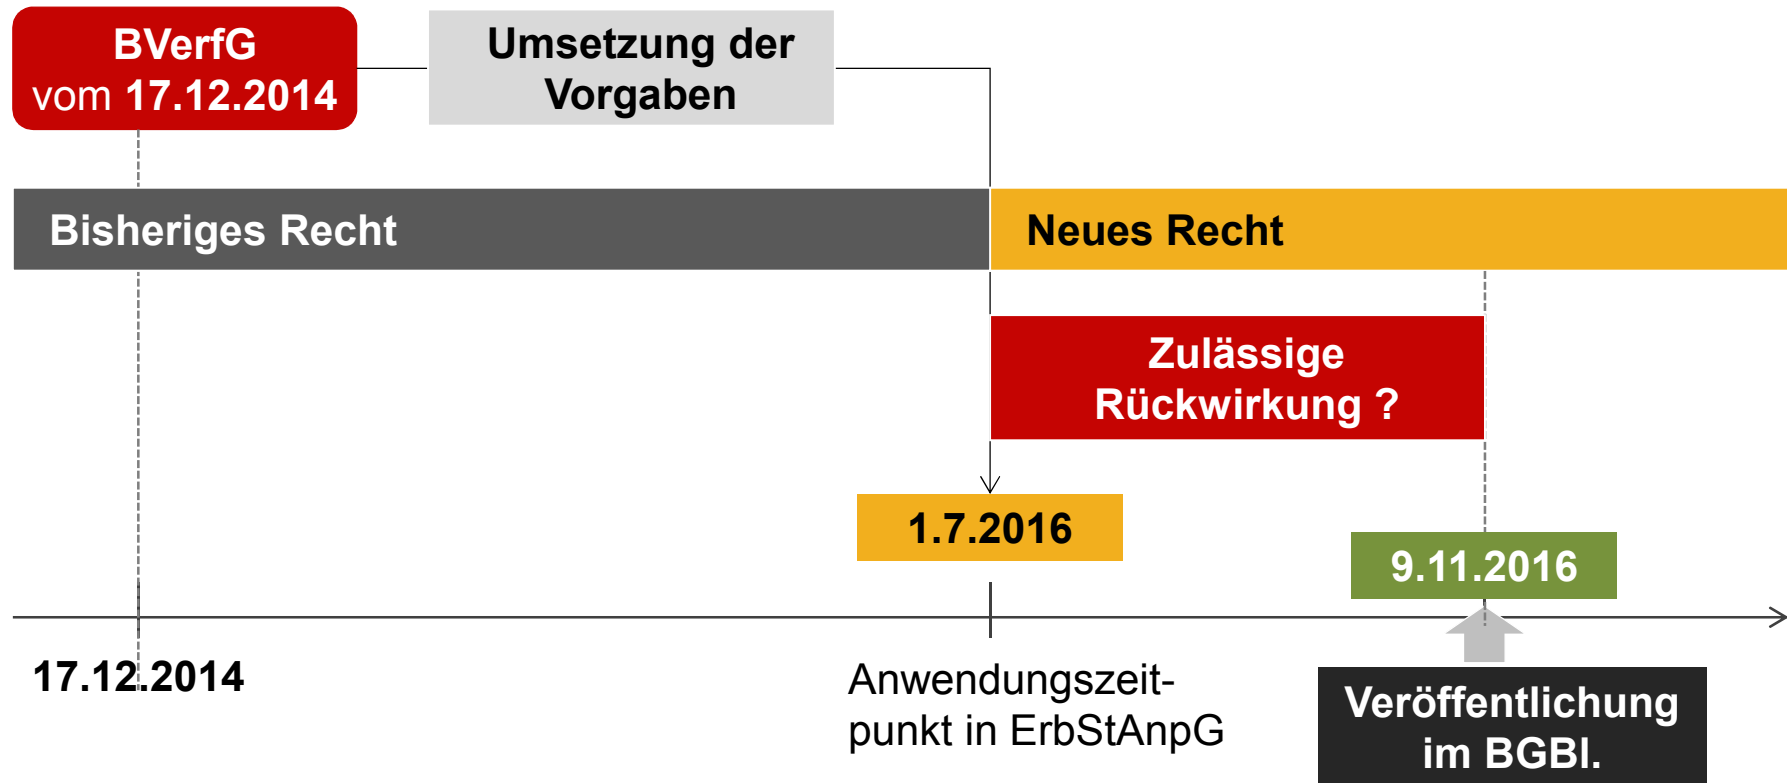 BVerfG
vom 17.12.2014
Umsetzung der
Vorgaben
Bisheriges Recht
Neues Recht
Zulässige
Rückwirkung ?
1.7.2016
9.11.2016
17.12.2014
Anwendungszeit-
punkt in ErbStAnpG
Veröffentlichung
im BGBl.